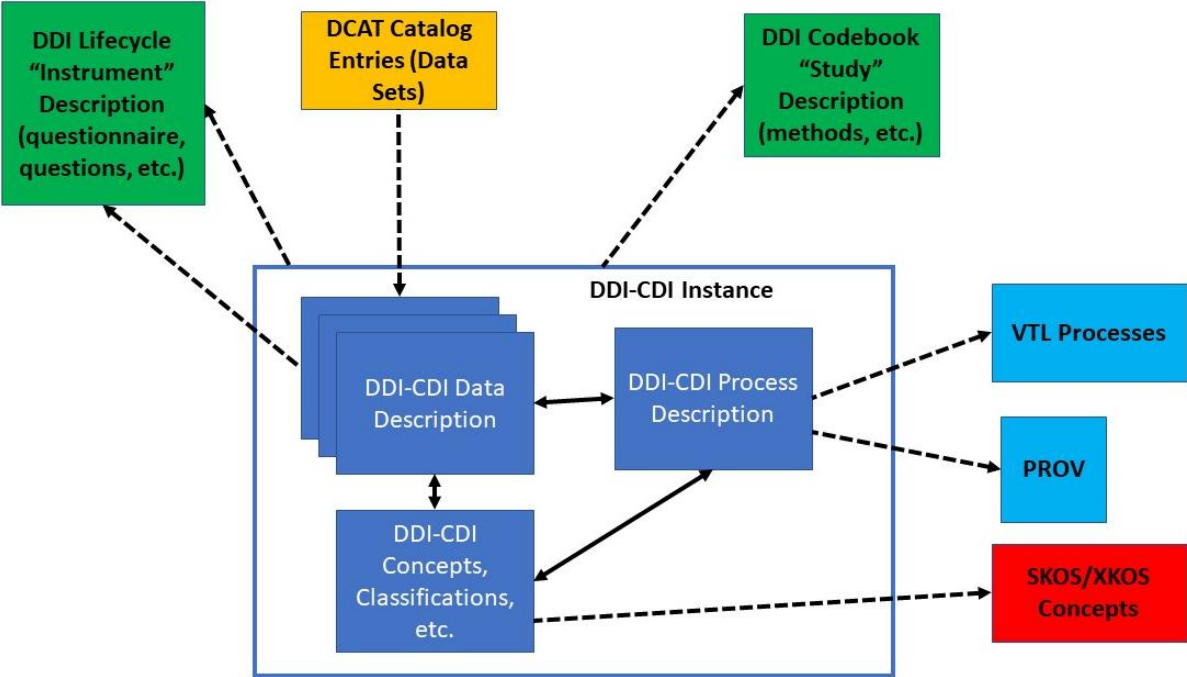 DDI Lifecycle
“Instrument”
Description
(questionnaire,
questions, etc.)
DCAT Catalog
Entries (Data
Sets)
DDI Codebook
“Study”
Description
(methods, etc.)
DDI-CDI Instance
DDI-CDI Data
Description
DDI-CDI Process
Description
VTL Processes
PROV
DDI-CDI
Concepts,
Classifications,
etc.
SKOS/XKOS
Concepts